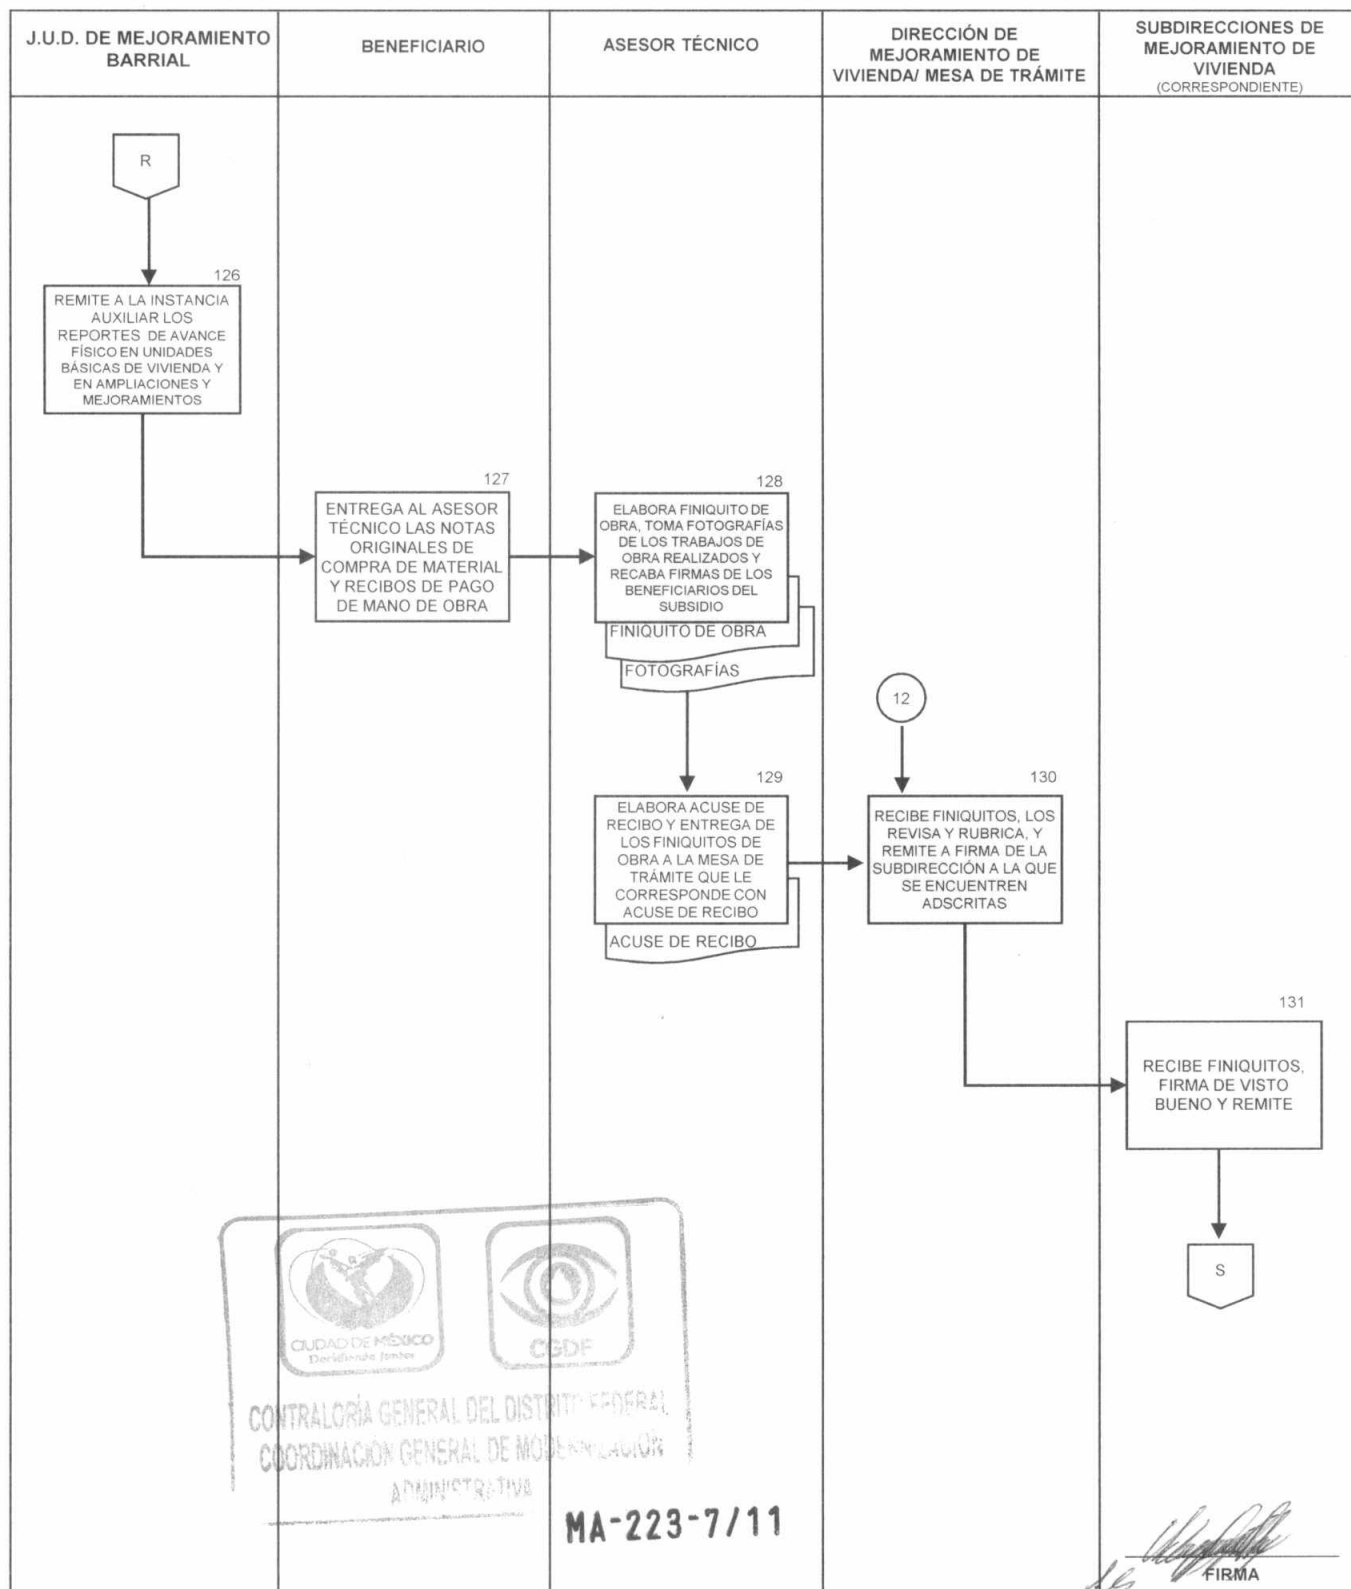 J.U.D. DE MEJORAMIENTO
BARRIAL
BENEFICIARIO
ASESOR TÉCNICO
DIRECCIÓN DE
MEJORAMIENTO DE
VIVIENDA/ MESA DE TRÁMITE
SUBDIRECCIONES DE
MEJORAMIENTO DE
VIVIENDA
(CORRESPONDIENTE)
R
126
REMITE A LA INSTANCIA
AUXILIAR LOS
REPORTES DE AVANCE
FÍSICO EN UNIDADES
BÁSICAS DE VIVIENDA Y
EN AMPLIACIONES Y
MEJORAMIENTOS
127
ENTREGA AL ASESOR
TÉCNICO LAS NOTAS
ORIGINALES DE
COMPRA DE MATERIAL
Y RECIBOS DE PAGO
DE MANO DE OBRA
128
ELABORA FINIQUITO DE
OBRA, TOMA FOTOGRAFÍAS
DE LOS TRABAJOS DE
OBRA REALIZADOS Y
RECABA FIRMAS DE LOS
BENEFICIARIOS DEL
SUBSIDIO
FINIQUITO DE OBRA
FOTOGRAFÍAS
129
ELABORA ACUSE DE
RECIBO Y ENTREGA DE
LOS FINIQUITOS DE
OBRA A LA MESA DE
TRÁMITE QUE LE
CORRESPONDE CON
ACUSE DE RECIBO
ACUSE DE RECIBO
12
130
RECIBE FINIQUITOS, LOS
REVISA Y RUBRICA, Y
REMITE A FIRMA DE LA
SUBDIRECCIÓN A LA QUE
SE ENCUENTREN
ADSCRITAS
131
RECIBE FINIQUITOS,
FIRMA DE VISTO
BUENO Y REMITE
S
CIUDAD DE MÉXICO
Decidiendo Juntos
CGDF
CONTRALORÍA GENERAL DEL DISTRITO FEDERAL
COORDINACIÓN GENERAL DE MODERNIZACIÓN
ADMINISTRATIVA
MA-223-7/11
FIRMA